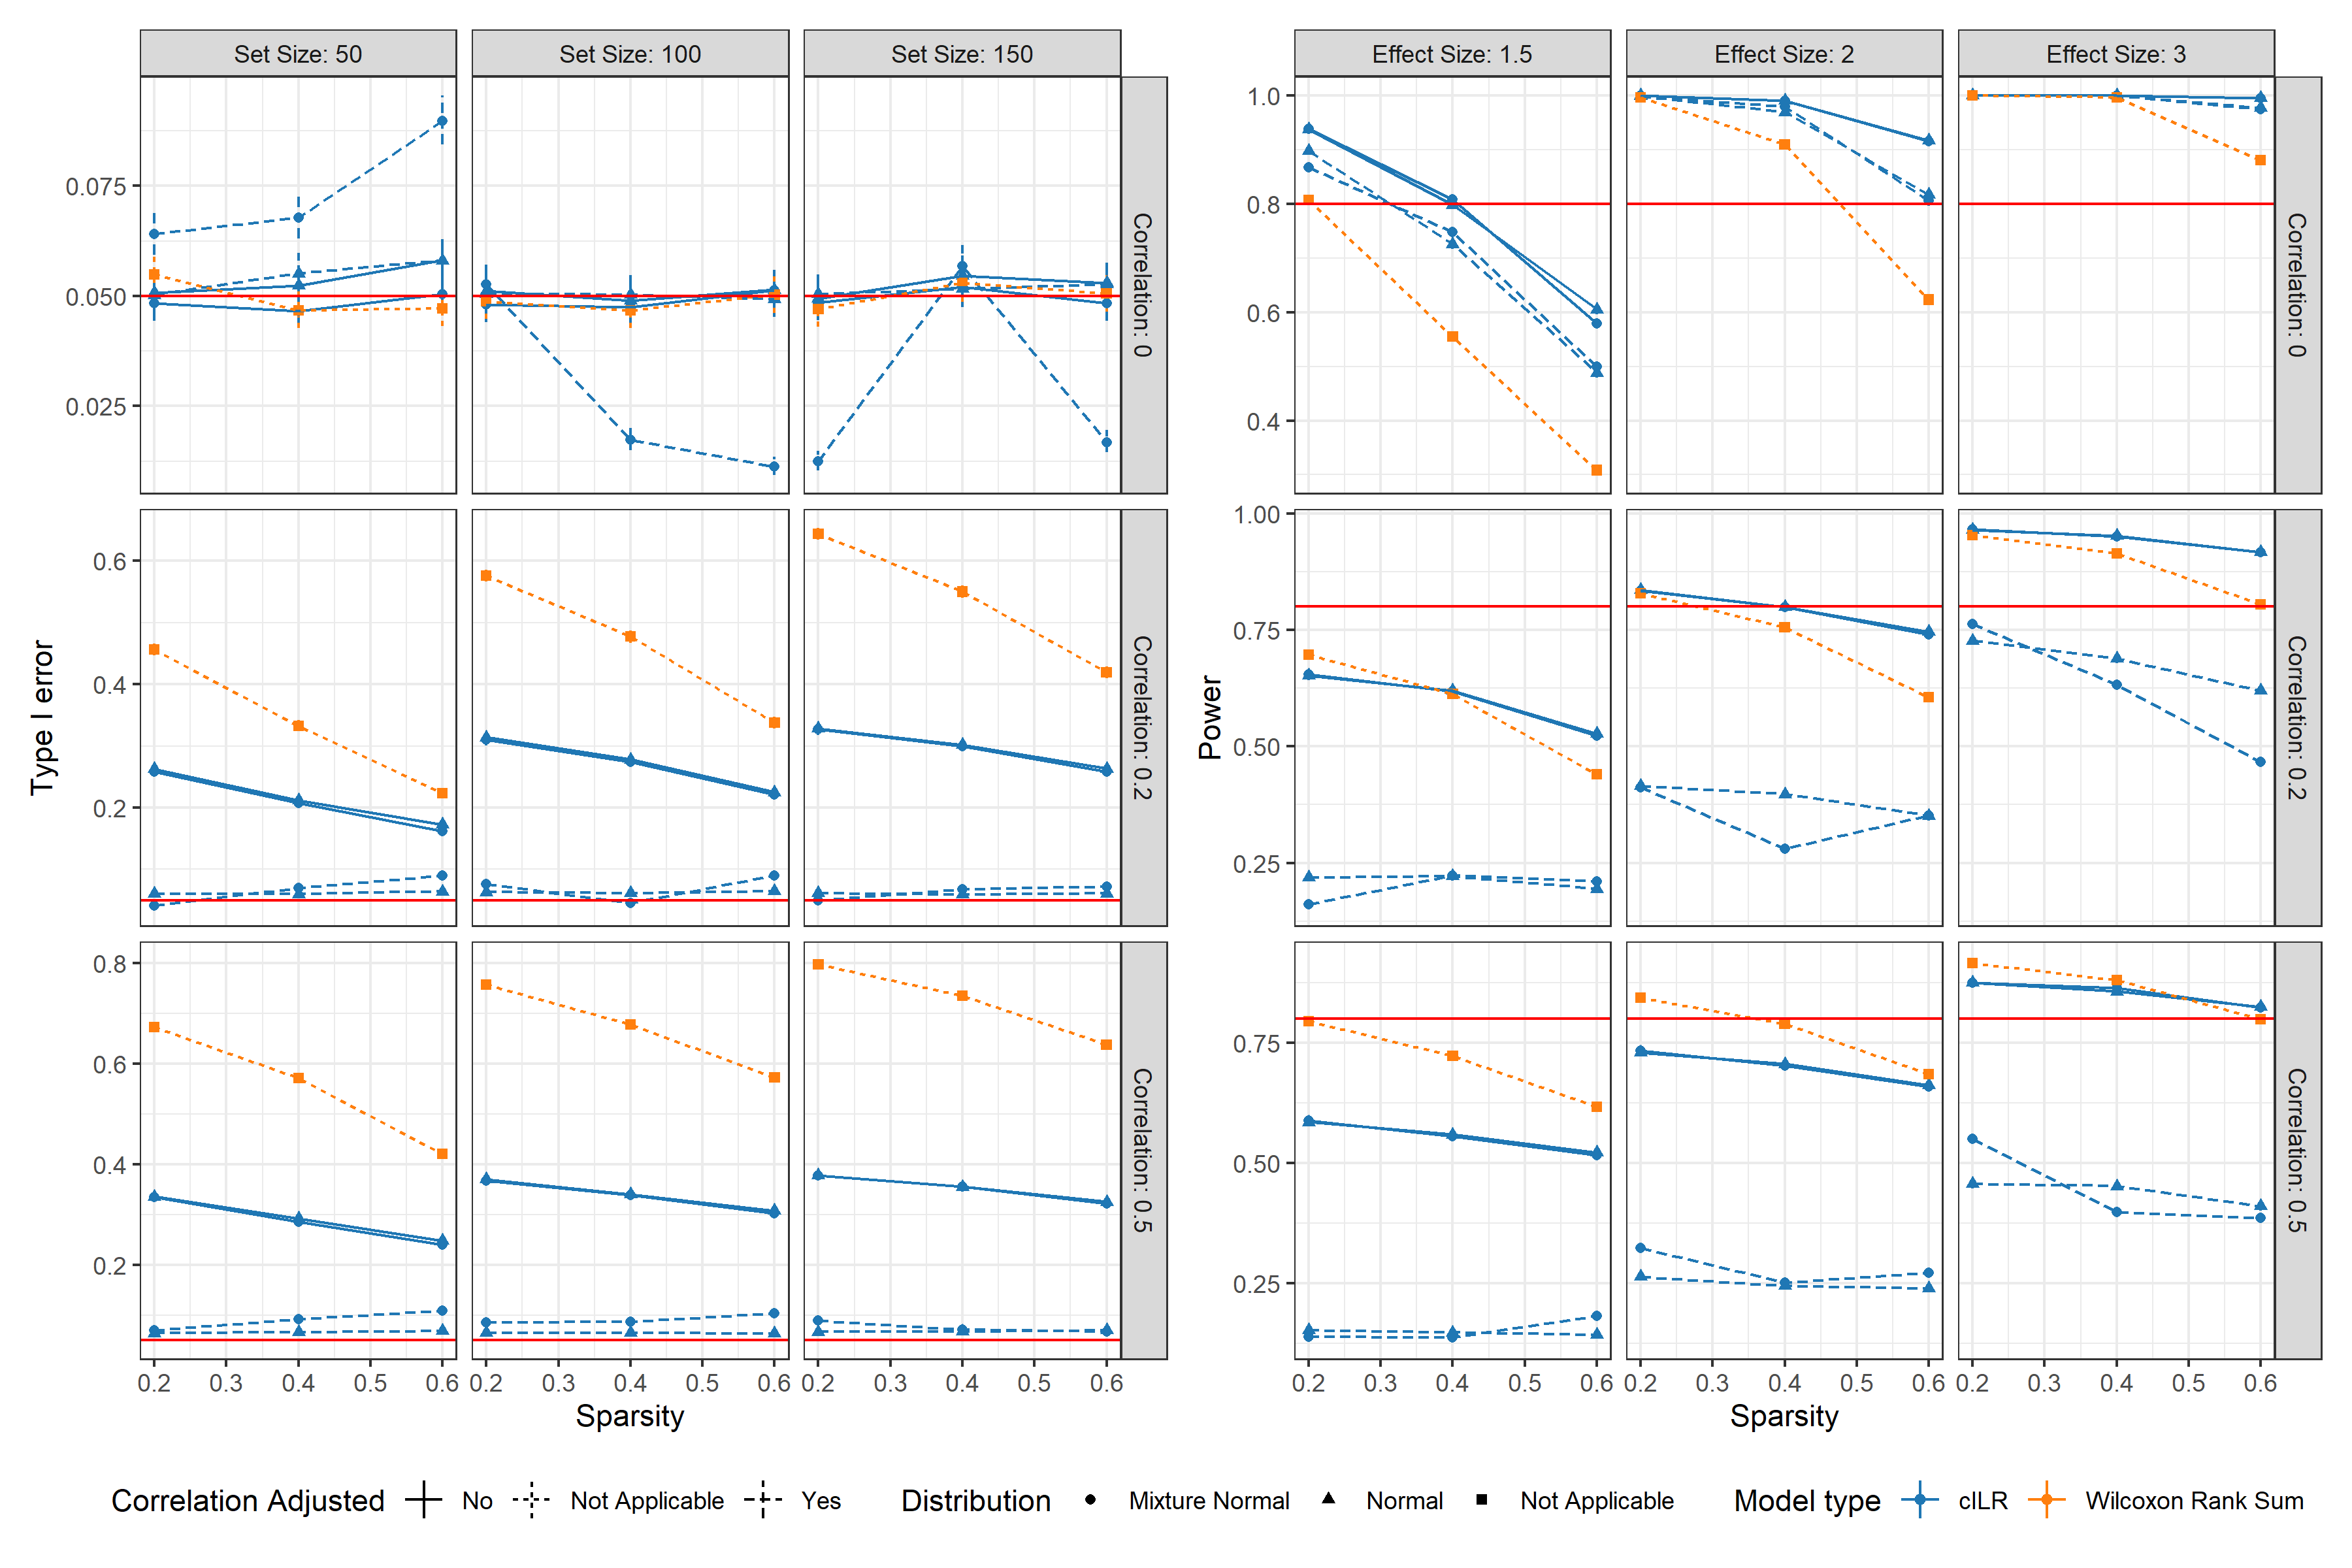 Set Size: 50 Set Size: 100 Set Size: 150
Effect Size: 1.5 Effect Size: 2 Effect Size: 3
Type I error
0.075
0.050
0.025
Correlation: 0
0.6
0.4
0.2
Correlation: 0.2
0.8
0.6
0.4
0.2
Correlation: 0.5
0.2 0.3 0.4 0.5 0.6 0.2 0.3 0.4 0.5 0.6 0.2 0.3 0.4 0.5 0.6
Sparsity
Power
1.0
0.8
0.6
0.4
Correlation: 0
1.00
0.75
0.50
0.25
Correlation: 0.2
0.75
0.50
0.25
Correlation: 0.5
0.2 0.3 0.4 0.5 0.6 0.2 0.3 0.4 0.5 0.6 0.2 0.3 0.4 0.5 0.6
Sparsity
Correlation Adjusted No Not Applicable Yes Distribution Mixture Normal Normal Not Applicable Model type cILR Wilcoxon Rank Sum